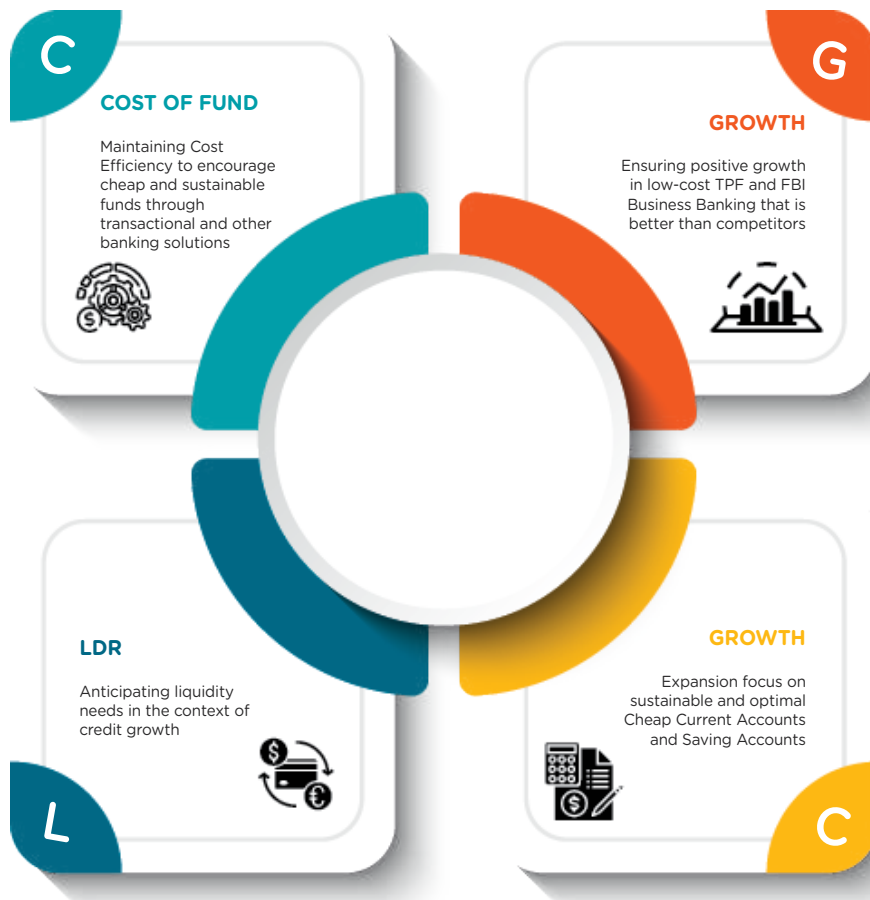 C
COST OF FUND
Maintaining Cost
Efficiency to encourage
cheap and sustainable
funds through
transactional and other
banking solutions
$
G
GROWTH
Ensuring positive growth
in low-cost TPF and FBI
Business Banking that is
better than competitors
LDR
Anticipating liquidity
needs in the context of
credit growth
$
€
L
GROWTH
Expansion focus on
sustainable and optimal
Cheap Current Accounts
and Saving Accounts
$
C